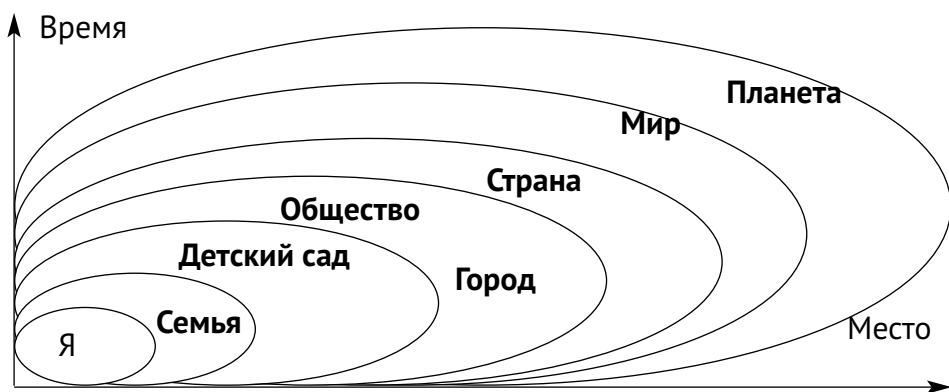 Время
Планета
Мир
Страна
Общество
Детский сад
Город
Семья
Место
Я